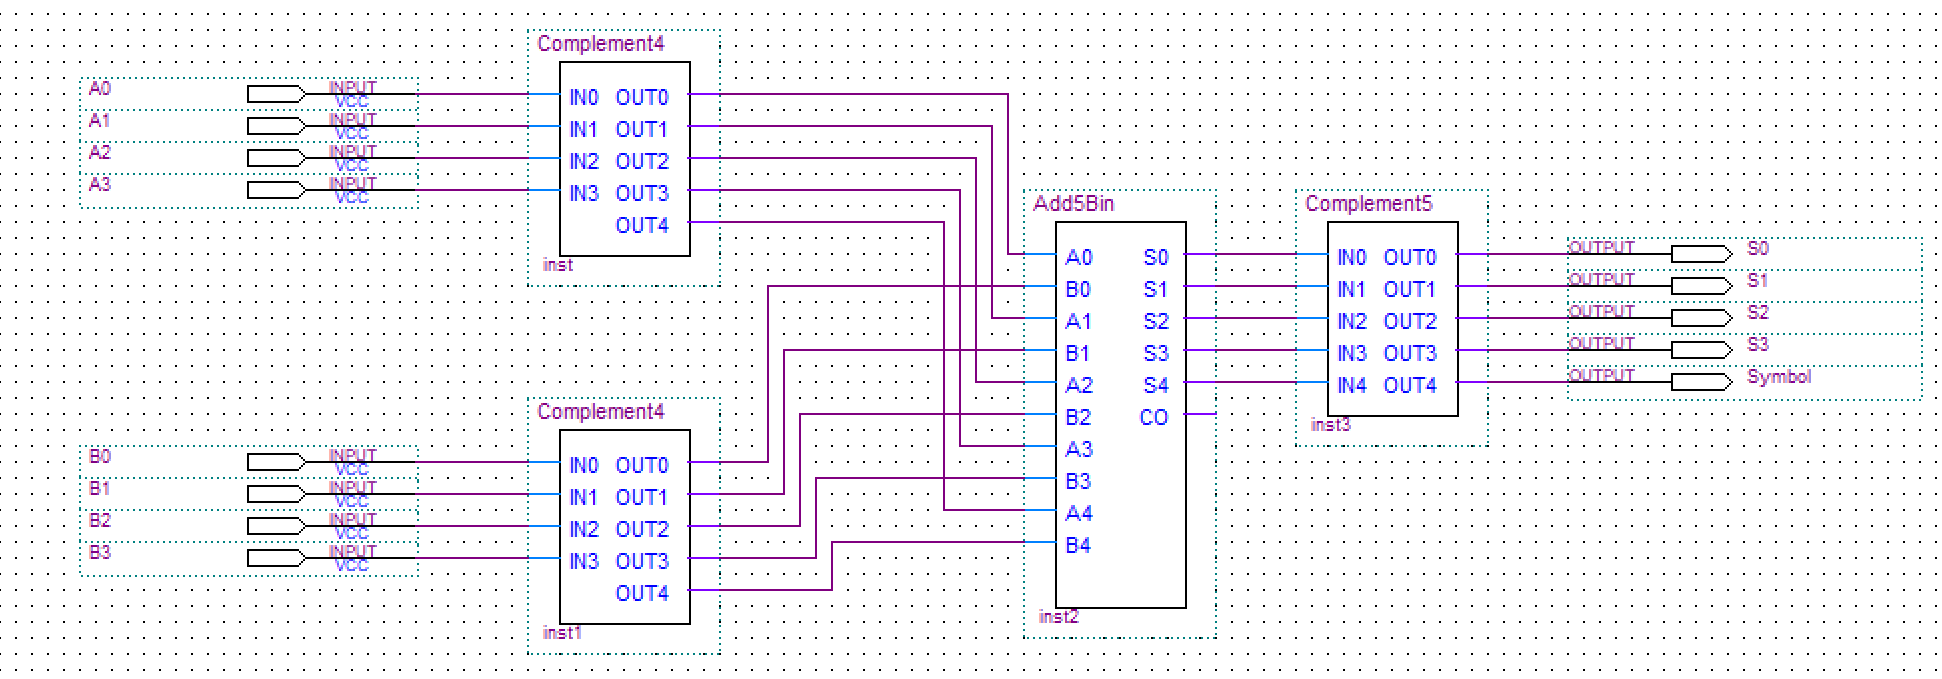 Complement4
A0 INPUT VCC IN0 OUT0
A1 INPUT VCC IN1 OUT1
A2 INPUT VCC IN2 OUT2
A3 INPUT VCC IN3 OUT3
OUT4
inst
Add5Bin
A0 S0
B0 S1
A1 S2
B1 S3
A2 S4
B2 CO
A3
B3
A4
B4
inst2
Complement5
IN0 OUT0 OUTPUT S0
IN1 OUT1 OUTPUT S1
IN2 OUT2 OUTPUT S2
IN3 OUT3 OUTPUT S3
IN4 OUT4 OUTPUT Symbol
inst3
Complement4
B0 INPUT VCC IN0 OUT0
B1 INPUT VCC IN1 OUT1
B2 INPUT VCC IN2 OUT2
B3 INPUT VCC IN3 OUT3
OUT4
inst1